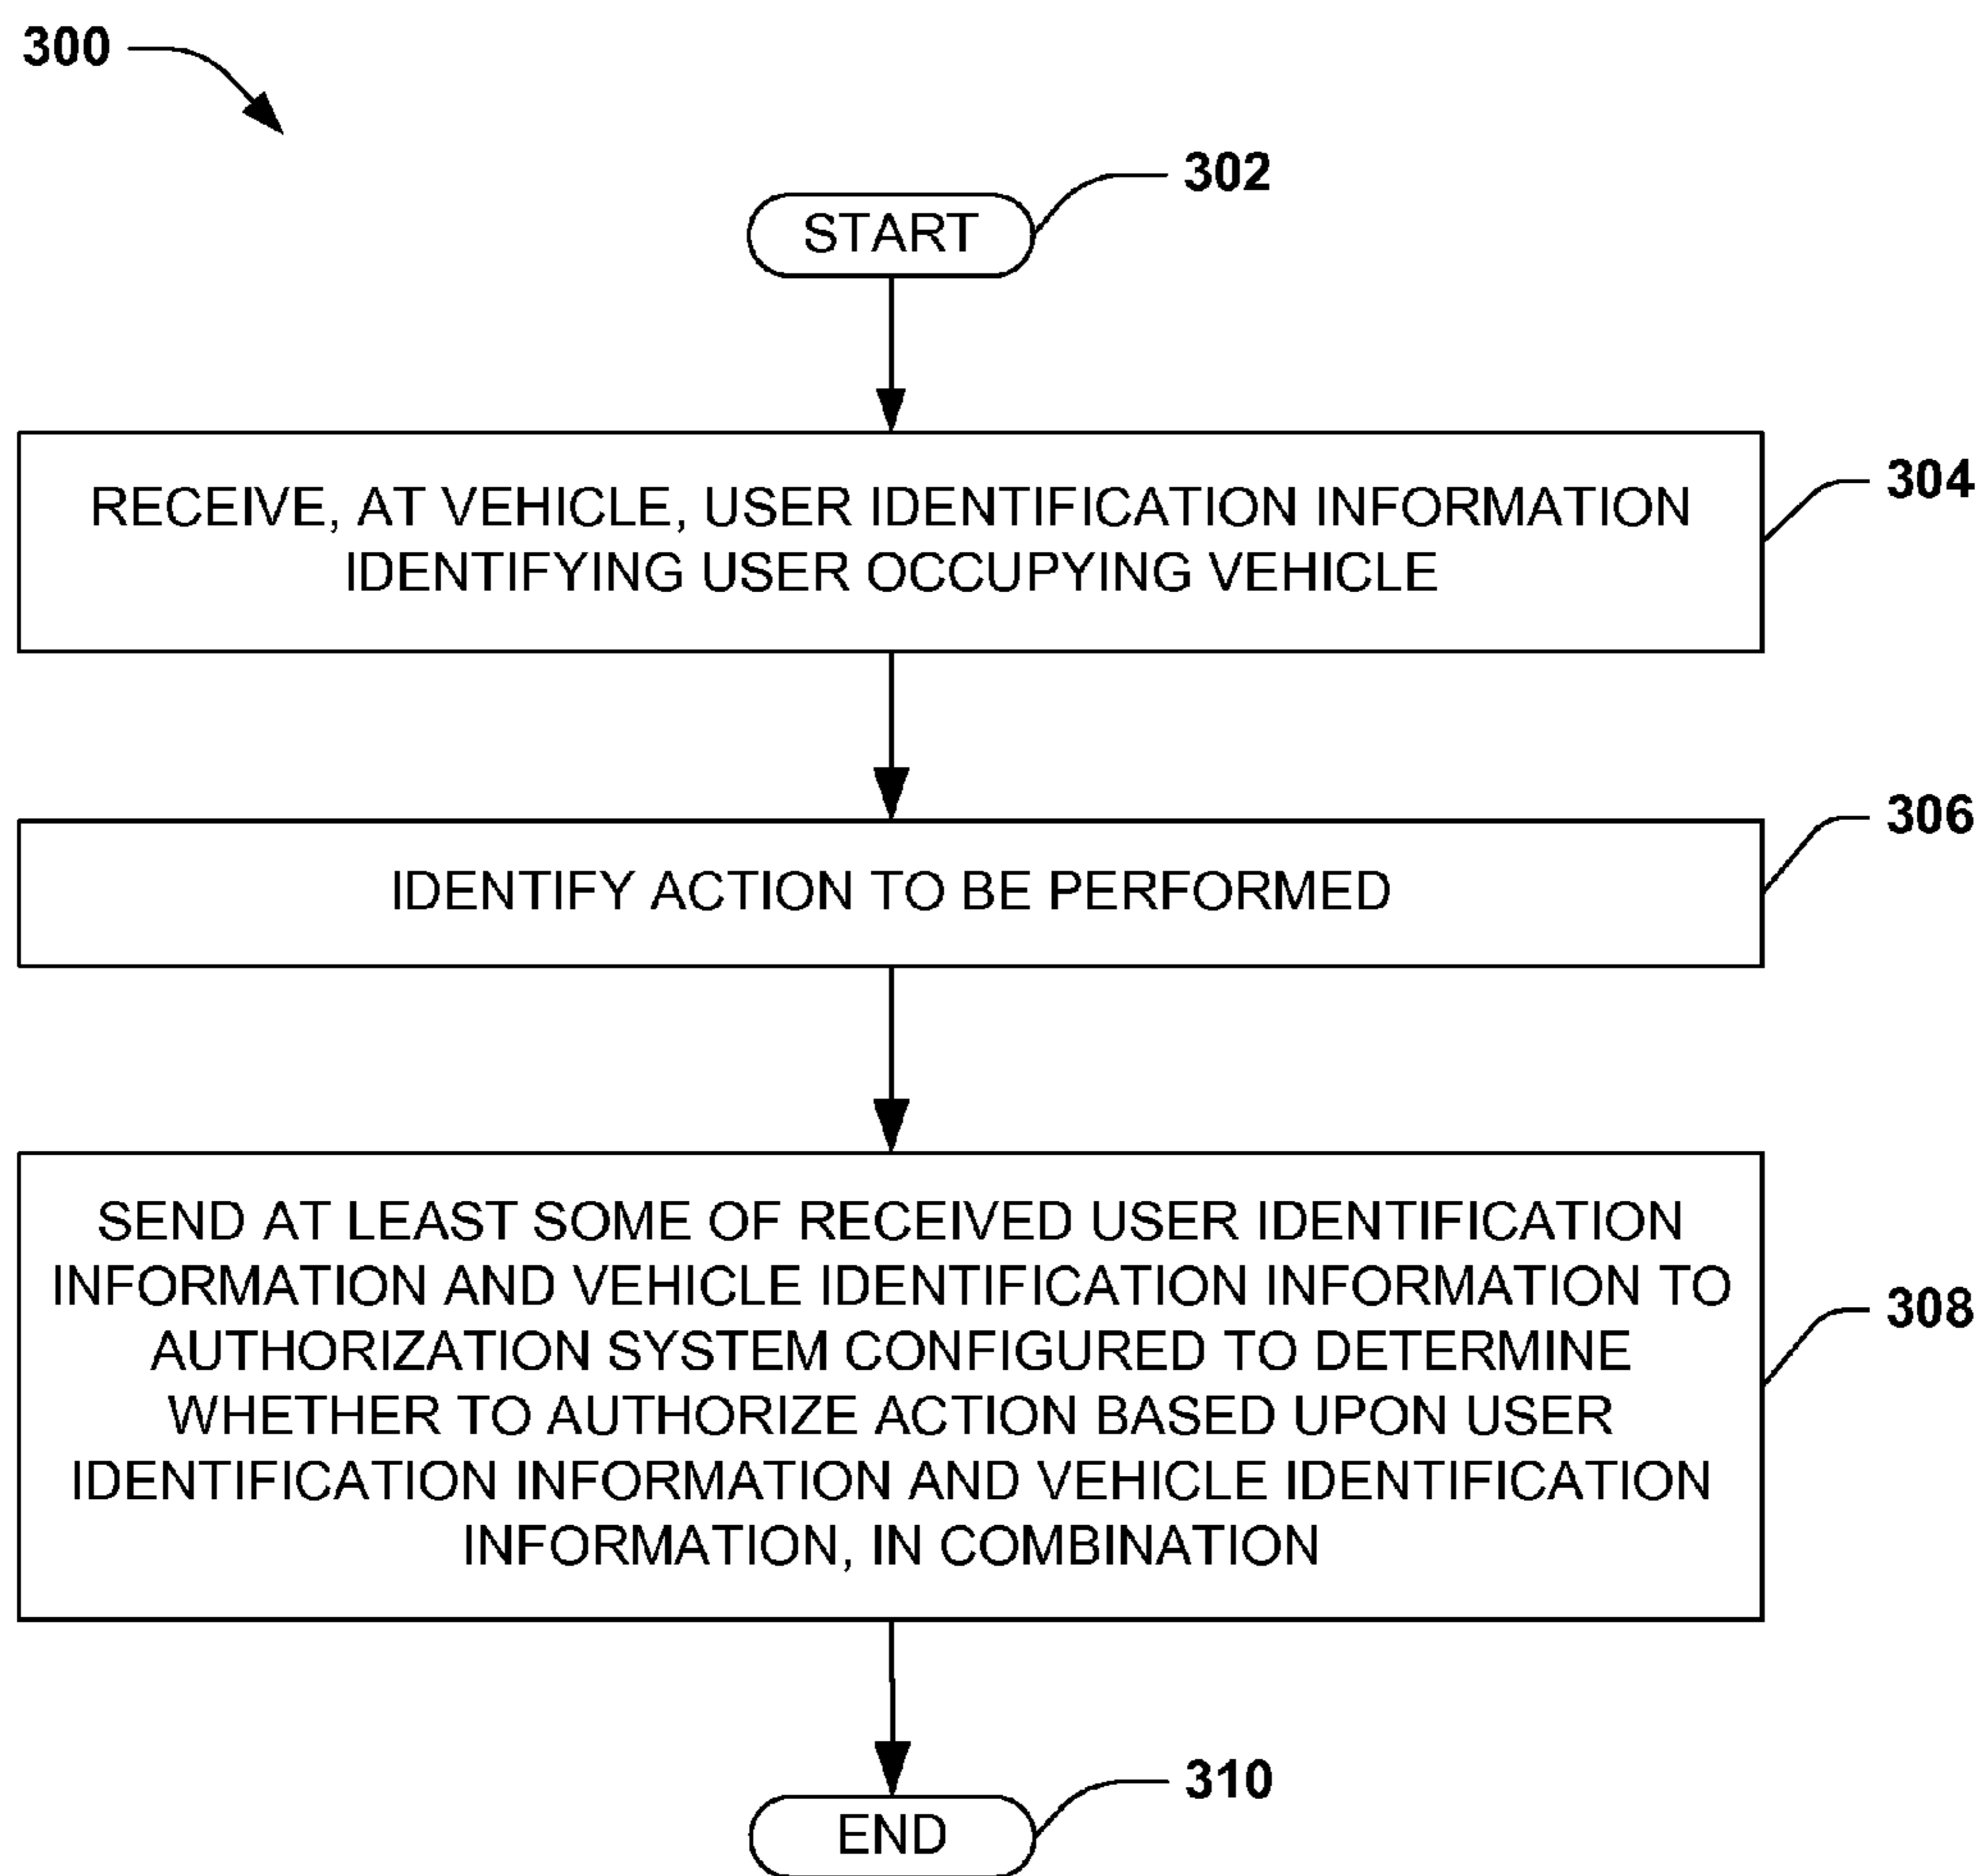 300
302
START
304
RECEIVE, AT VEHICLE, USER IDENTIFICATION INFORMATION
IDENTIFYING USER OCCUPYING VEHICLE
306
IDENTIFY ACTION TO BE PERFORMED
SEND AT LEAST SOME OF RECEIVED USER IDENTIFICATION
INFORMATION AND VEHICLE IDENTIFICATION INFORMATION TO
308
AUTHORIZATION SYSTEM CONFIGURED TO DETERMINE
WHETHER TO AUTHORIZE ACTION BASED UPON USER
IDENTIFICATION INFORMATION AND VEHICLE IDENTIFICATION
INFORMATION, IN COMBINATION
310
END